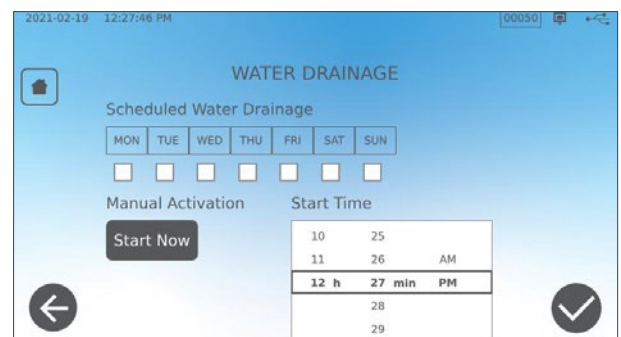 2021-02-19 12:27:46 PM 00050
WATER DRAINAGE
Scheduled Water Drainage
MON TUE WED THU FRI SAT SUN
Manual Activation Start Time
Start Now
10 25
11 26 AM
12 h 27 min PM
28
29